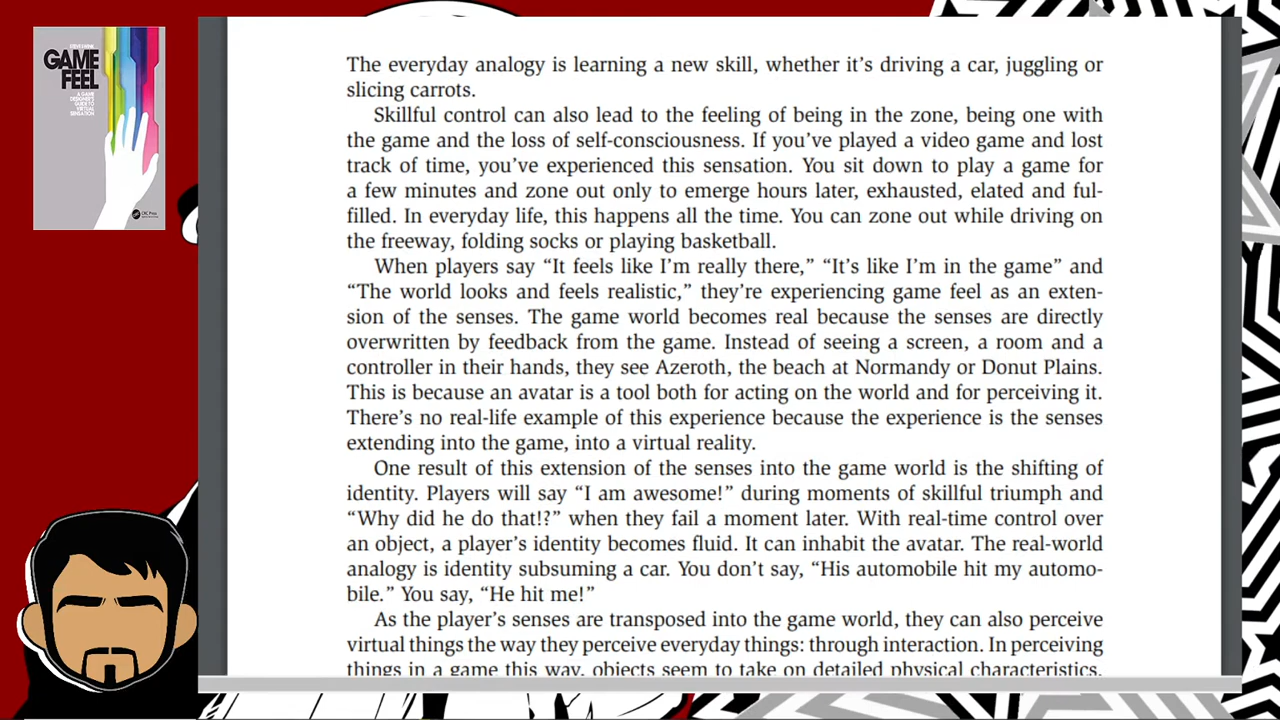 STEVE SWINK
GAME
FEEL
A GAME
DESIGNER'S
GUIDE TO
VIRTUAL
SENSATION
CRC Press
The everyday analogy is learning a new skill, whether it’s driving a car, juggling or
slicing carrots.
Skillful control can also lead to the feeling of being in the zone, being one with
the game and the loss of self-consciousness. If you’ve played a video game and lost
track of time, you’ve experienced this sensation. You sit down to play a game for
a few minutes and zone out only to emerge hours later, exhausted, elated and ful-
filled. In everyday life, this happens all the time. You can zone out while driving on
the freeway, folding socks or playing basketball.
When players say “It feels like I’m really there,” “It’s like I’m in the game” and
“The world looks and feels realistic,” they’re experiencing game feel as an exten-
sion of the senses. The game world becomes real because the senses are directly
overwritten by feedback from the game. Instead of seeing a screen, a room and a
controller in their hands, they see Azeroth, the beach at Normandy or Donut Plains.
This is because an avatar is a tool both for acting on the world and for perceiving it.
There’s no real-life example of this experience because the experience is the senses
extending into the game, into a virtual reality.
One result of this extension of the senses into the game world is the shifting of
identity. Players will say “I am awesome!” during moments of skillful triumph and
“Why did he do that!?” when they fail a moment later. With real-time control over
an object, a player’s identity becomes fluid. It can inhabit the avatar. The real-world
analogy is identity subsuming a car. You don’t say, “His automobile hit my automo-
bile.” You say, “He hit me!”
As the player’s senses are transposed into the game world, they can also perceive
virtual things the way they perceive everyday things: through interaction. In perceiving
things in a game this way, objects seem to take on detailed physical characteristics.